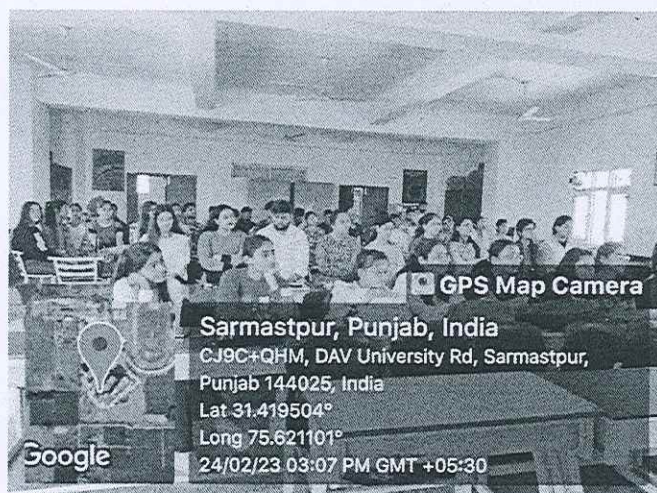 GPS Map Camera
Sarmastpur, Punjab, India
CJ9C+QHM, DAV University Rd, Sarmastpur,
Punjab 144025, India
Lat 31.419504°
Long 75.621101°
24/02/23 03:07 PM GMT +05:30
Google